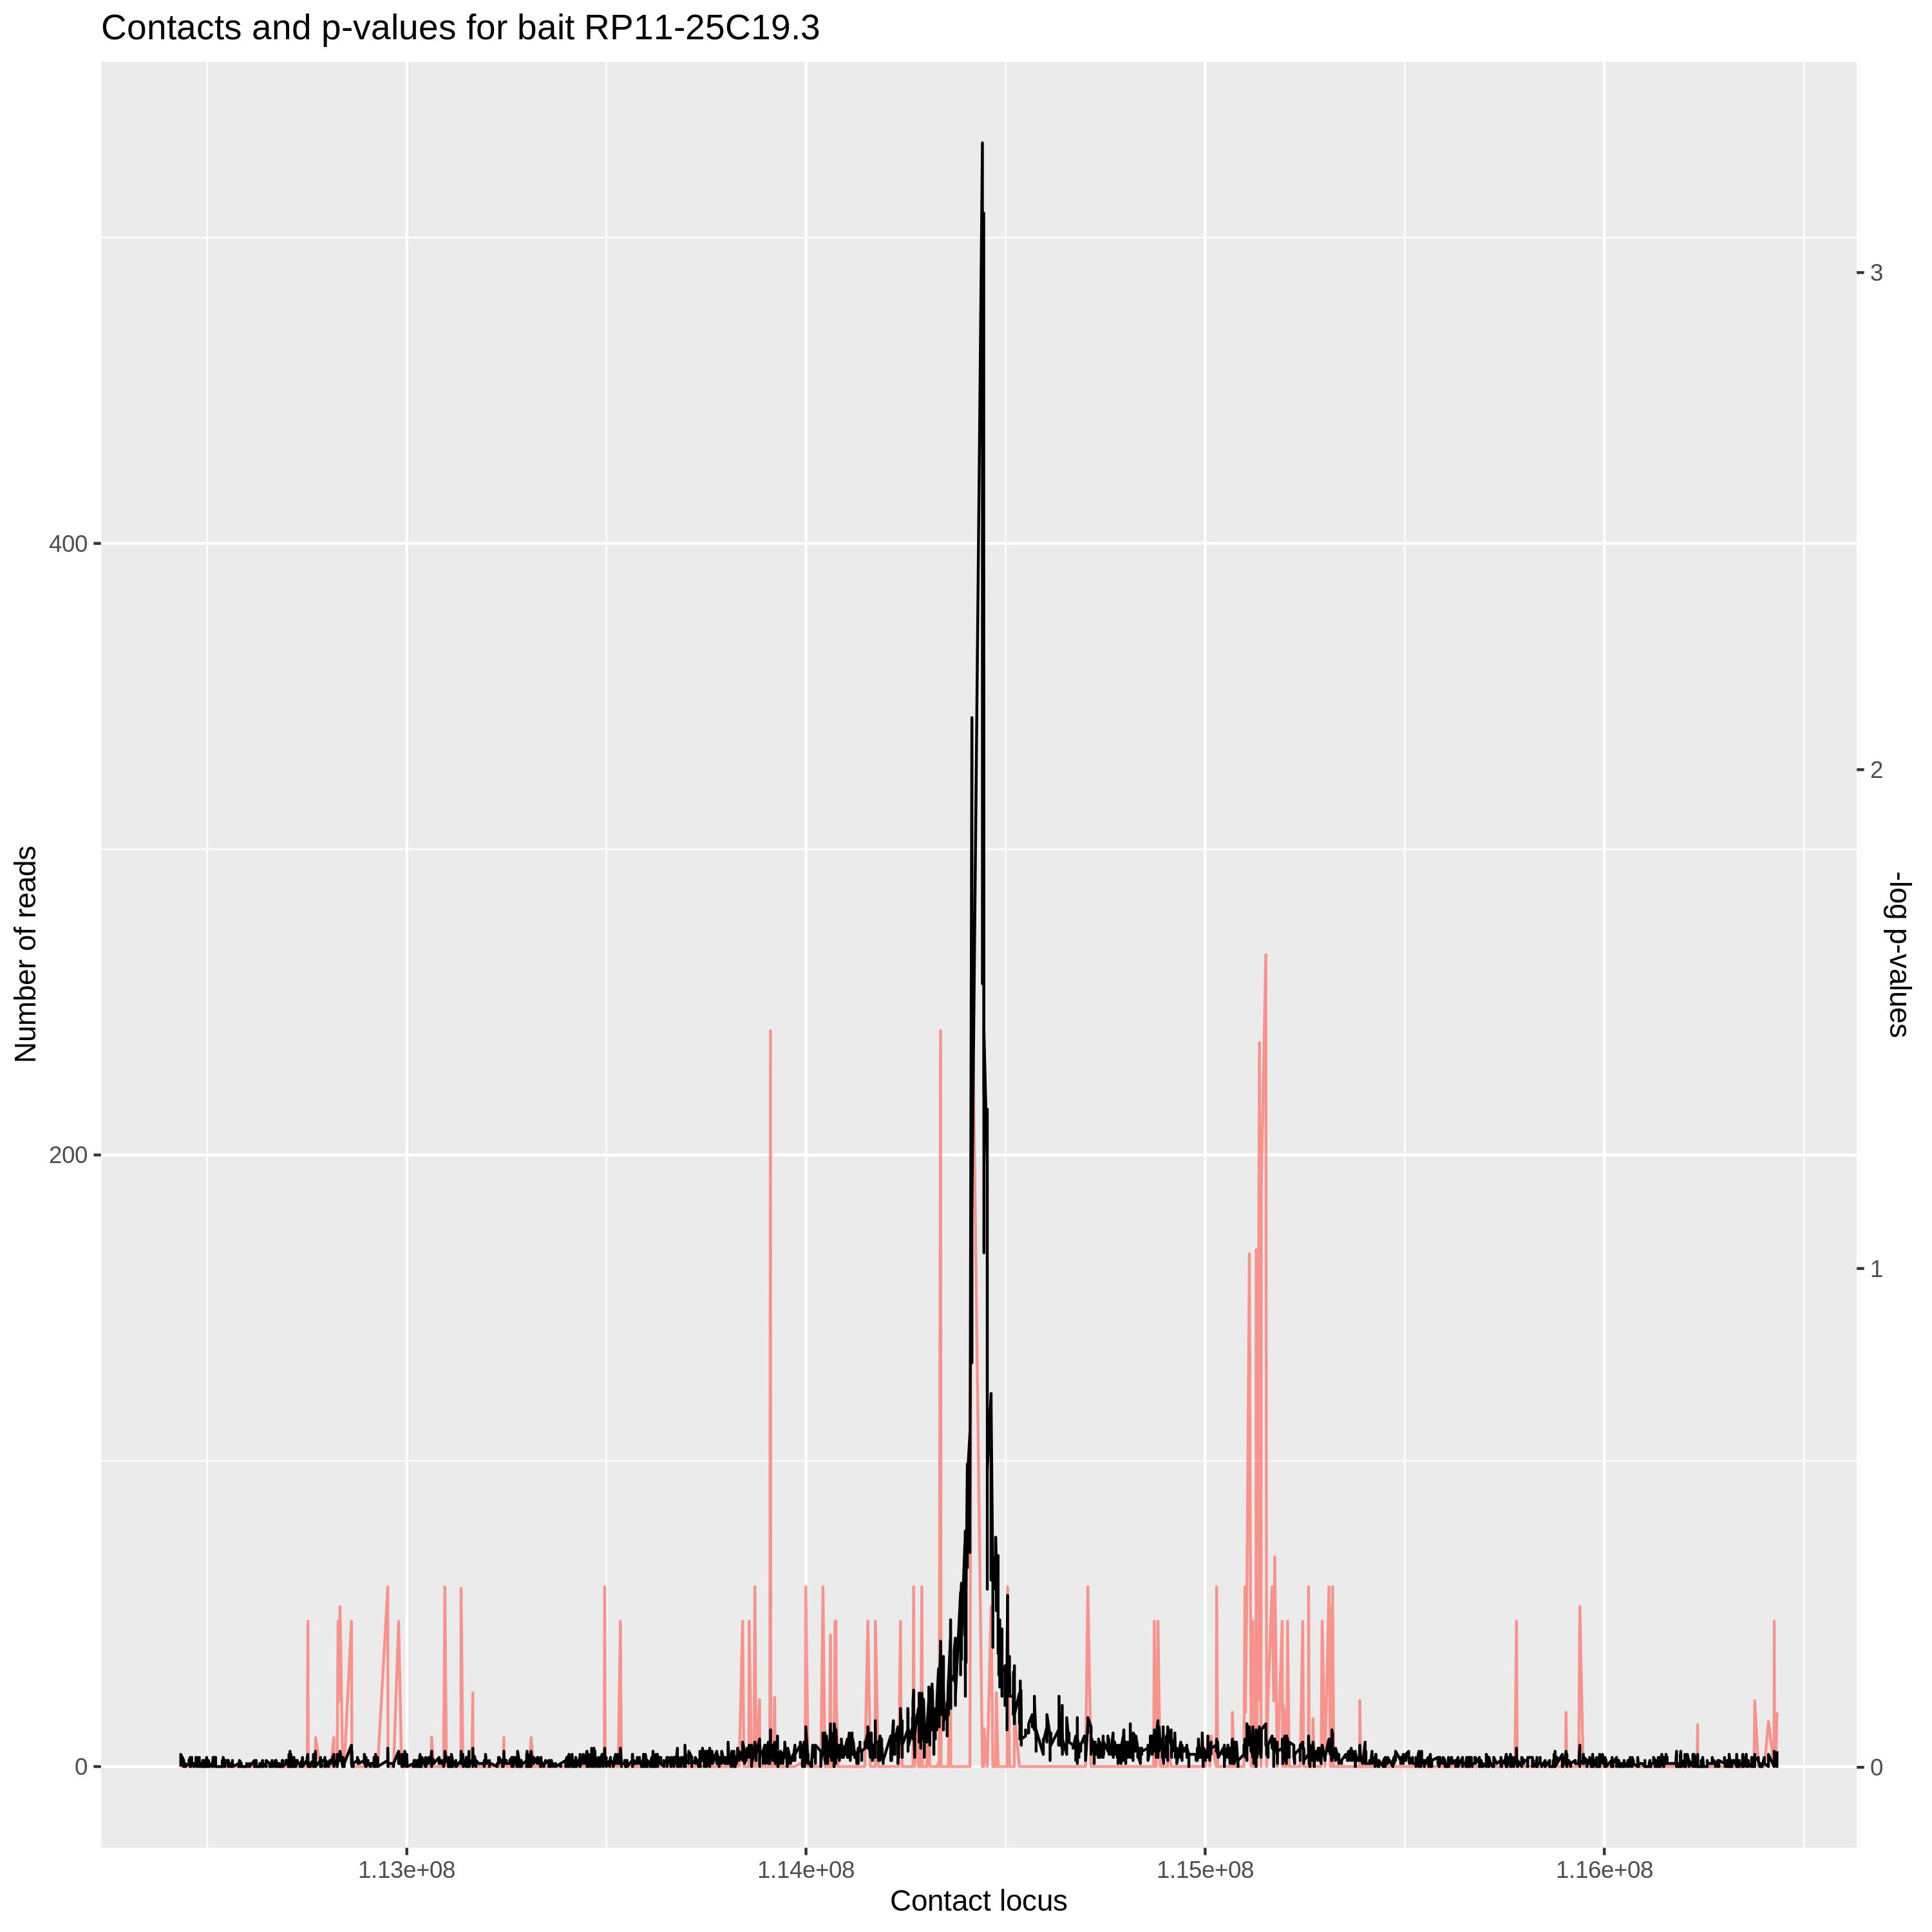 Contacts and p-values for bait RP11-25C19.3
Number of reads
400
200
0
3
2
1
0
-log p-values
1.13e+08 1.14e+08 1.15e+08 1.16e+08
Contact locus